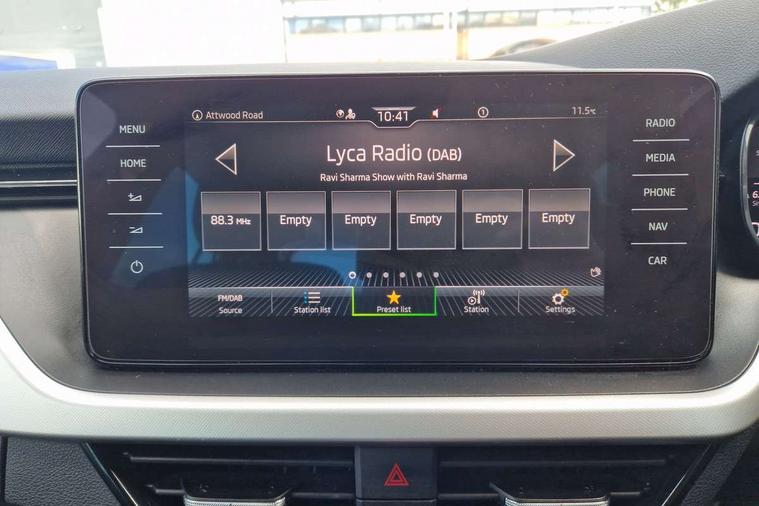 Attwood Road
10:41
1
11.5°C
MENU
HOME
RADIO
MEDIA
PHONE
NAV
CAR
Lyca Radio (DAB)
Ravi Sharma Show with Ravi Sharma
88.3 MHz
Empty
Empty
Empty
Empty
Empty
FM/DAB
Source
Station list
Preset list
Station
Settings